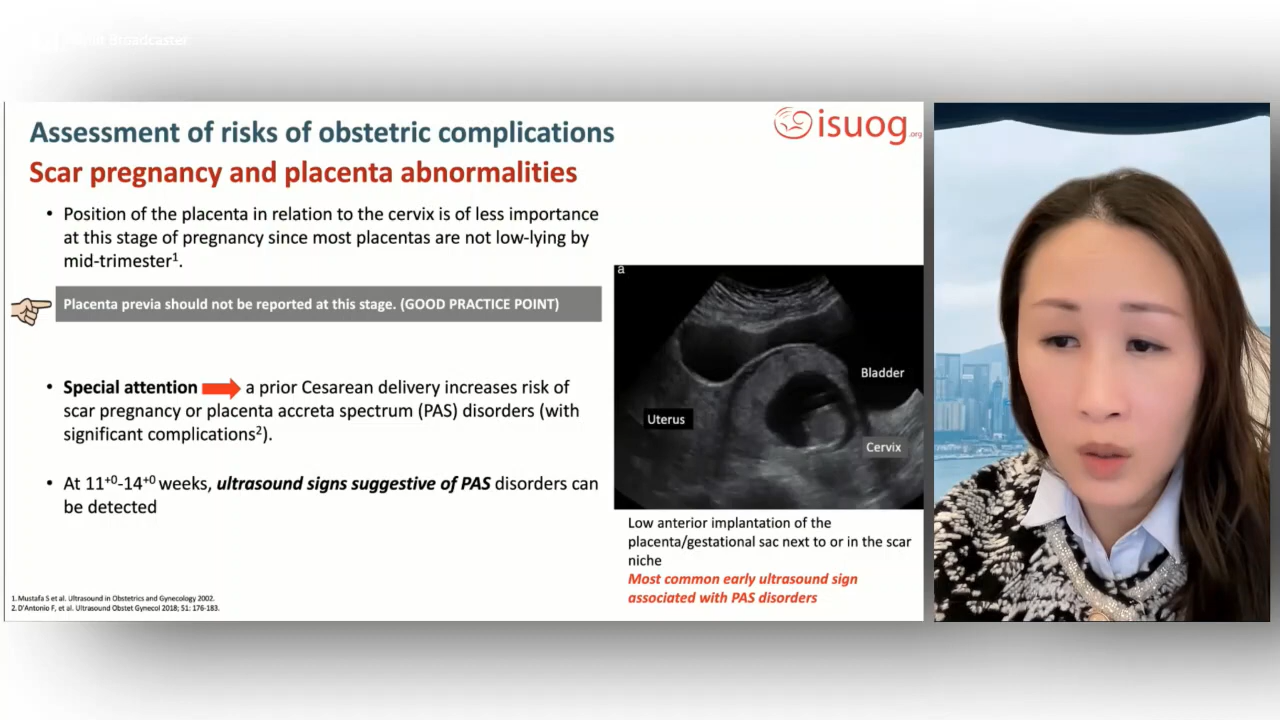 Broadcaster
isuog.org
Assessment of risks of obstetric complications
Scar pregnancy and placenta abnormalities
• Position of the placenta in relation to the cervix is of less importance
at this stage of pregnancy since most placentas are not low-lying by
mid-trimester¹.
Placenta previa should not be reported at this stage. (GOOD PRACTICE POINT)
• Special attention a prior Cesarean delivery increases risk of
scar pregnancy or placenta accreta spectrum (PAS) disorders (with
significant complications²).
• At 11⁺⁰-14⁺⁰ weeks, ultrasound signs suggestive of PAS disorders can
be detected
a
Bladder
Uterus
Cervix
Low anterior implantation of the
placenta/gestational sac next to or in the scar
niche
Most common early ultrasound sign
associated with PAS disorders
1. Mustafa S et al. Ultrasound in Obstetrics and Gynecology 2002.
2. D'Antonio F, et al. Ultrasound Obstet Gynecol 2018; 51: 176-183.